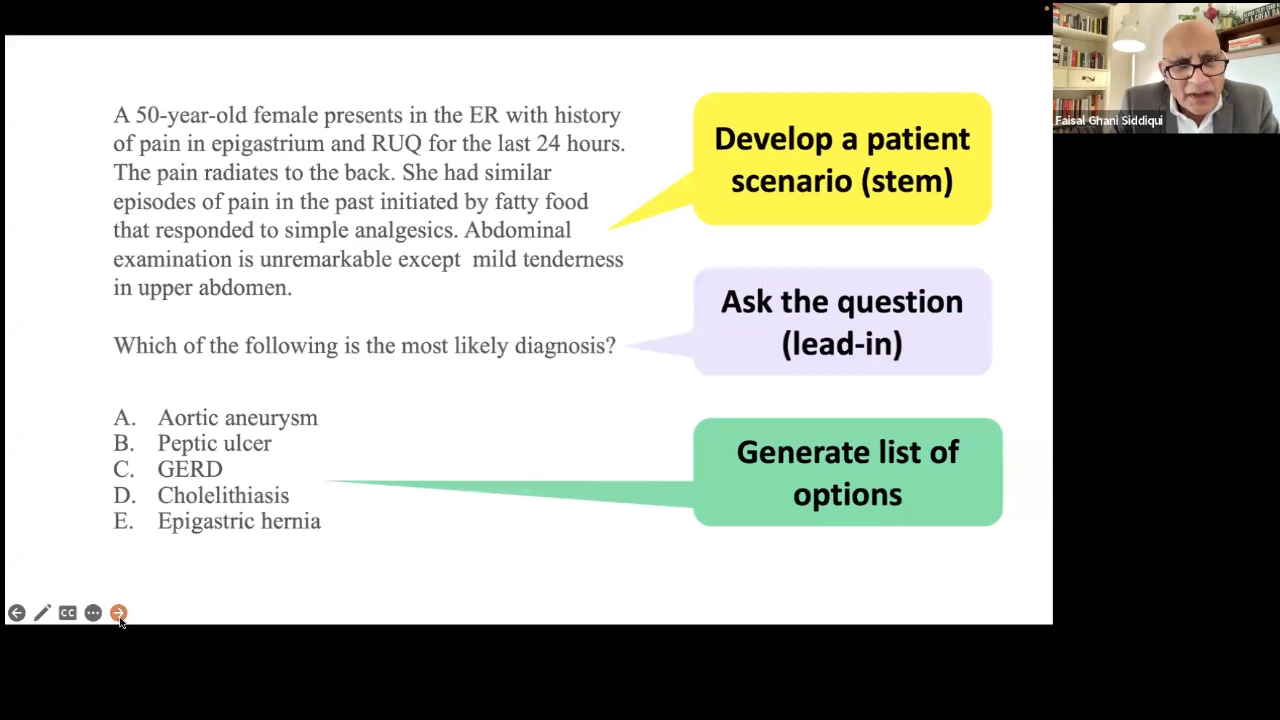 A 50-year-old female presents in the ER with history
of pain in epigastrium and RUQ for the last 24 hours.
The pain radiates to the back. She had similar
episodes of pain in the past initiated by fatty food
that responded to simple analgesics. Abdominal
examination is unremarkable except  mild tenderness
in upper abdomen.
Which of the following is the most likely diagnosis?
A. Aortic aneurysm
B. Peptic ulcer
C. GERD
D. Cholelithiasis
E. Epigastric hernia
Develop a patient
scenario (stem)
Ask the question
(lead-in)
Generate list of
options
CC
Faisal Ghani Siddiqui